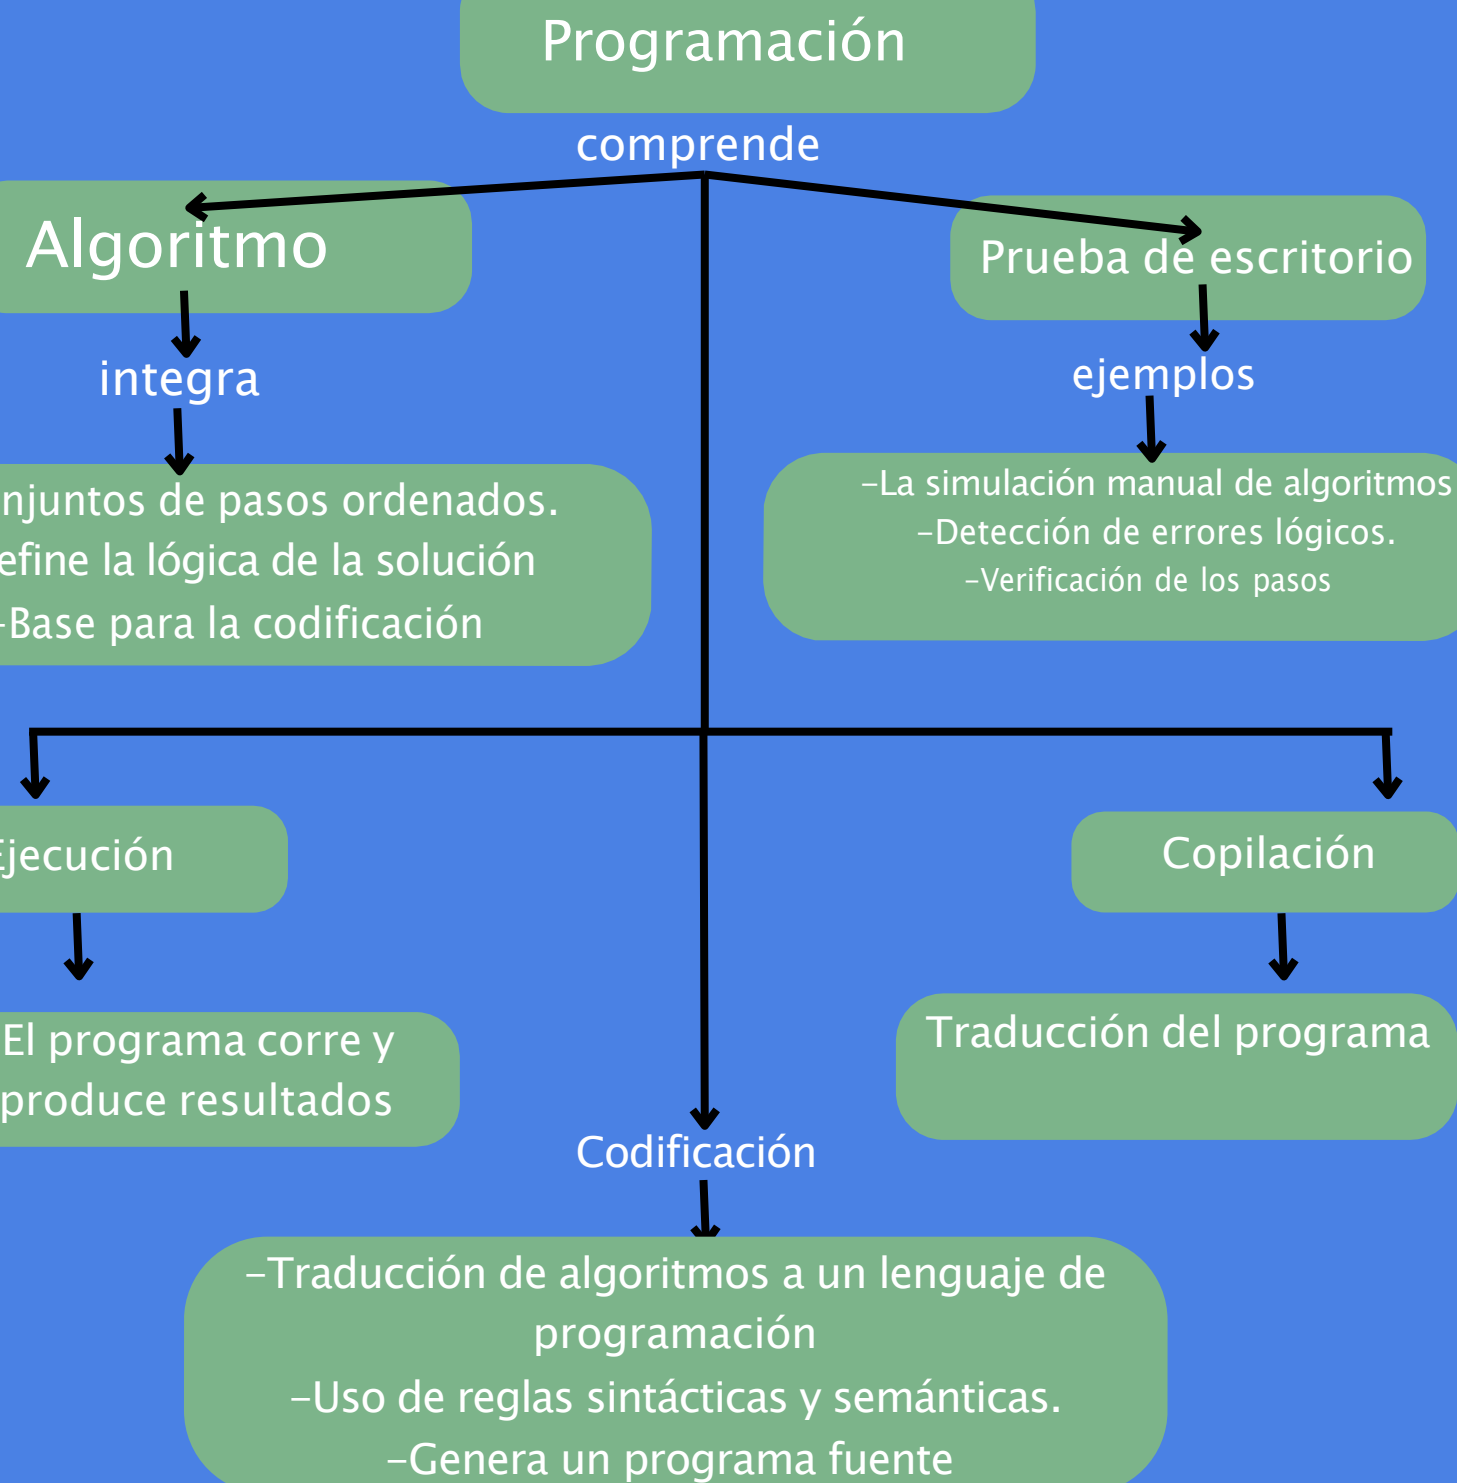 Programación
comprende
Algoritmo
Prueba de escritorio
integra
ejemplos
njuntos de pasos ordenados.
efine la lógica de la solución
-Base para la codificación
-La simulación manual de algoritmos
-Detección de errores lógicos.
-Verificación de los pasos
Ejecución
Copilación
El programa corre y
produce resultados
Traducción del programa
Codificación
-Traducción de algoritmos a un lenguaje de
programación
-Uso de reglas sintácticas y semánticas.
-Genera un programa fuente